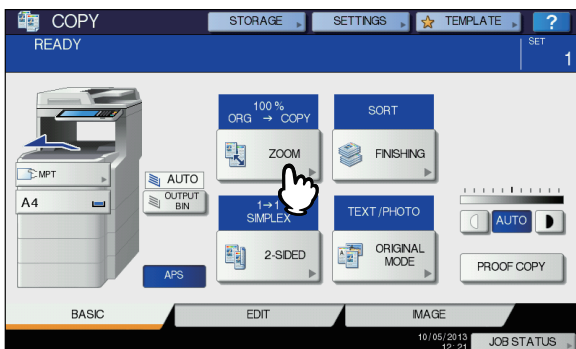 COPY
STORAGE
SETTINGS
TEMPLATE
?
READY
SET
1
100 %
ORG → COPY
SORT
ZOOM
FINISHING
MPT
AUTO
A4
OUTPUT
BIN
1→1
SIMPLEX
TEXT/PHOTO
AUTO
2-SIDED
ORIGINAL
MODE
APS
PROOF COPY
BASIC
EDIT
IMAGE
10/05/2013
12:21
JOB STATUS